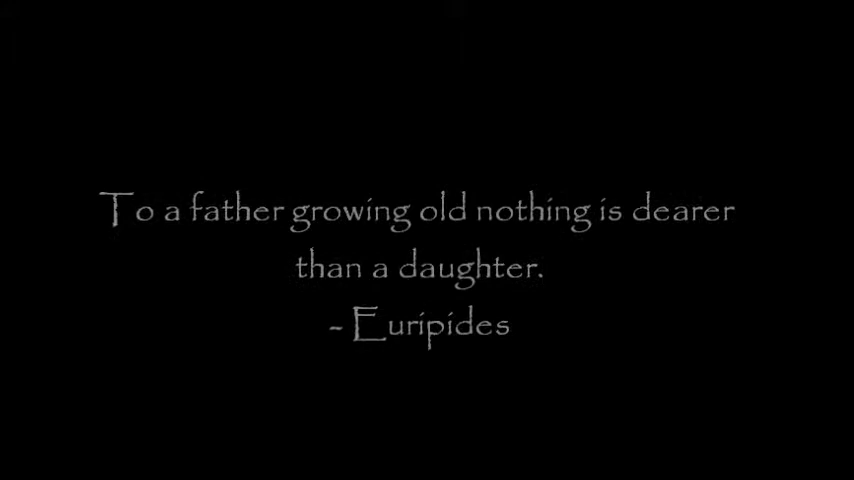 To a father growing old nothing is dearer
than a daughter.
- Euripides